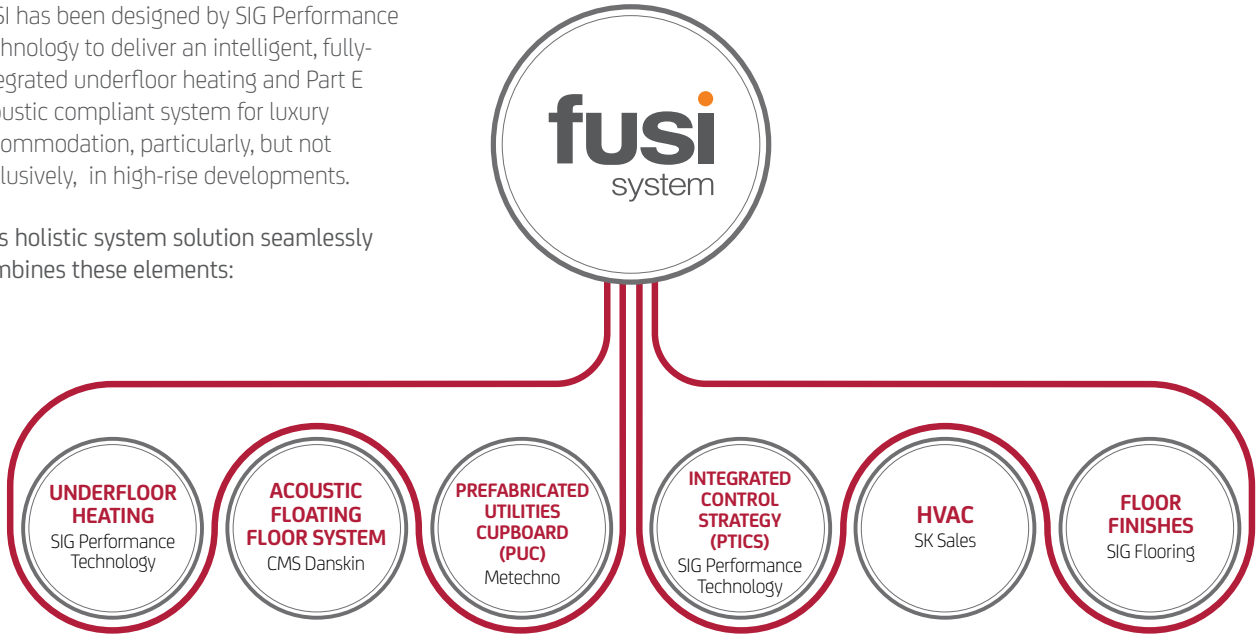 SI has been designed by SIG Performance
hnology to deliver an intelligent, fully-
egrated underfloor heating and Part E
oustic compliant system for luxury
ommodation, particularly, but not
lusively, in high-rise developments.
s holistic system solution seamlessly
mbines these elements:
fusi
system
UNDERFLOOR
HEATING
SIG Performance
Technology
ACOUSTIC
FLOATING
FLOOR SYSTEM
CMS Danskin
PREFABRICATED
UTILITIES
CUPBOARD
(PUC)
Metechno
INTEGRATED
CONTROL
STRATEGY
(PTICS)
SIG Performance
Technology
HVAC
SK Sales
FLOOR
FINISHES
SIG Flooring